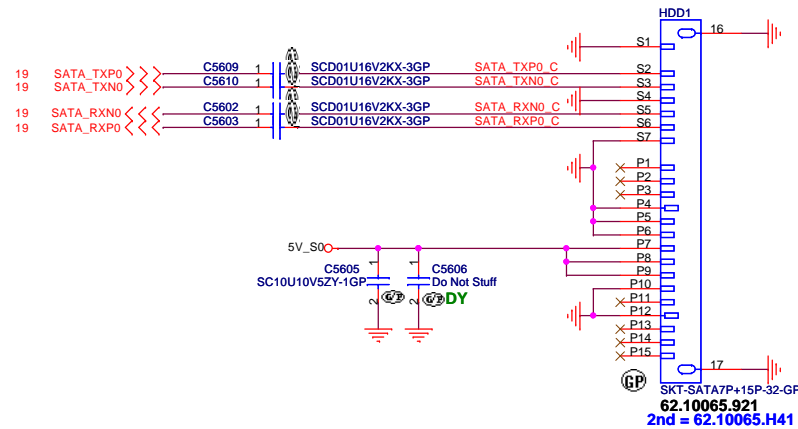 HDD1
16
S1
19 SATA_TXP0 C5609 1 SCD01U16V2KX-3GP SATA_TXP0_C S2
19 SATA_TXN0 C5610 1 SCD01U16V2KX-3GP SATA_TXN0_C S3
S4
19 SATA_RXN0 C5602 1 SCD01U16V2KX-3GP SATA_RXN0_C S5
19 SATA_RXP0 C5603 1 SCD01U16V2KX-3GP SATA_RXP0_C S6
S7
P1
P2
P3
P4
P5
P6
5V_S0 P7
P8
1 C5605 1 C5606 P9
SC10U10V5ZY-1GP Do Not Stuff P10
2 G/P 2 G/P DY P11
P12
P13
P14
P15
17
GP
SKT-SATA7P+15P-32-GP
62.10065.921
2nd = 62.10065.H41